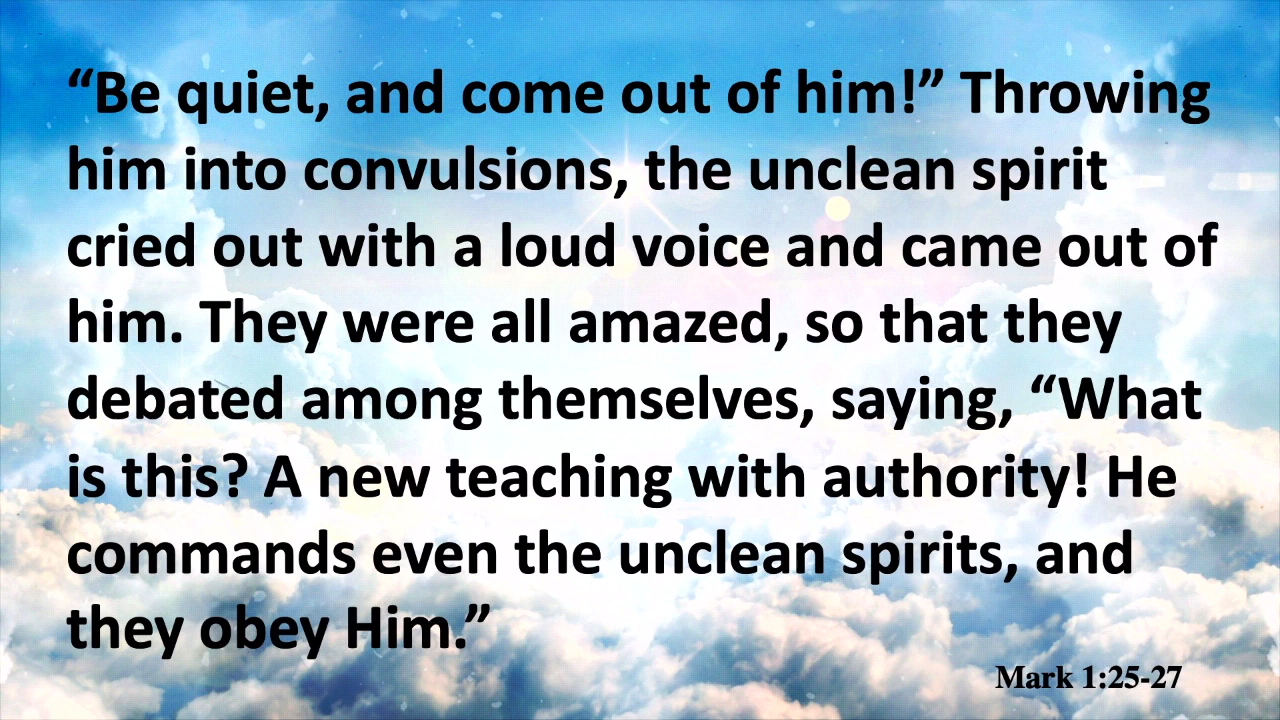 “Be quiet, and come out of him!” Throwing
him into convulsions, the unclean spirit
cried out with a loud voice and came out of
him. They were all amazed, so that they
debated among themselves, saying, “What
is this? A new teaching with authority! He
commands even the unclean spirits, and
they obey Him.”
Mark 1:25-27